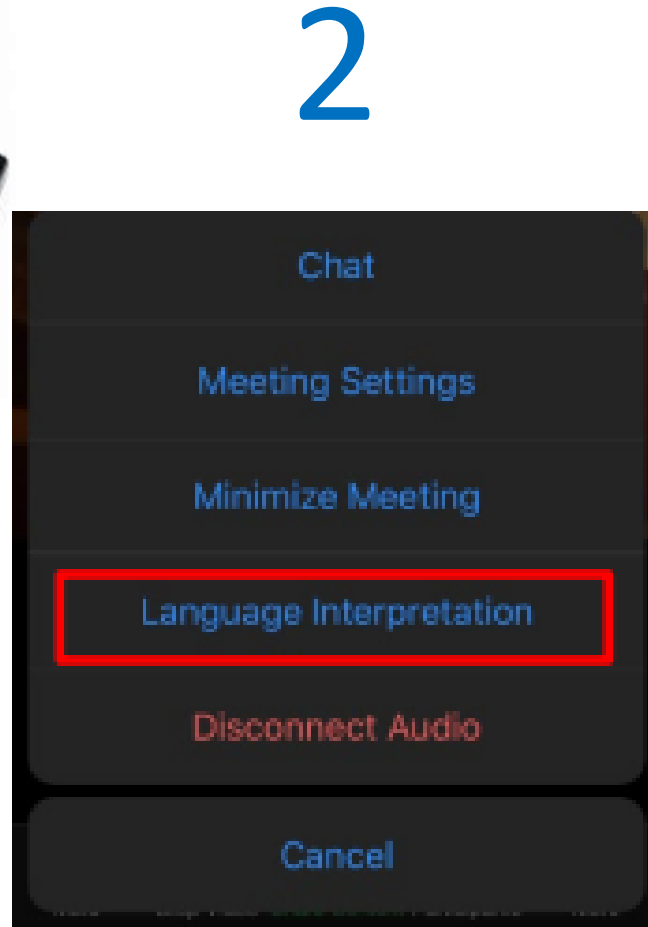 2
Chat
Meeting Settings
Minimize Meeting
Language Interpretation
Disconnect Audio
Cancel